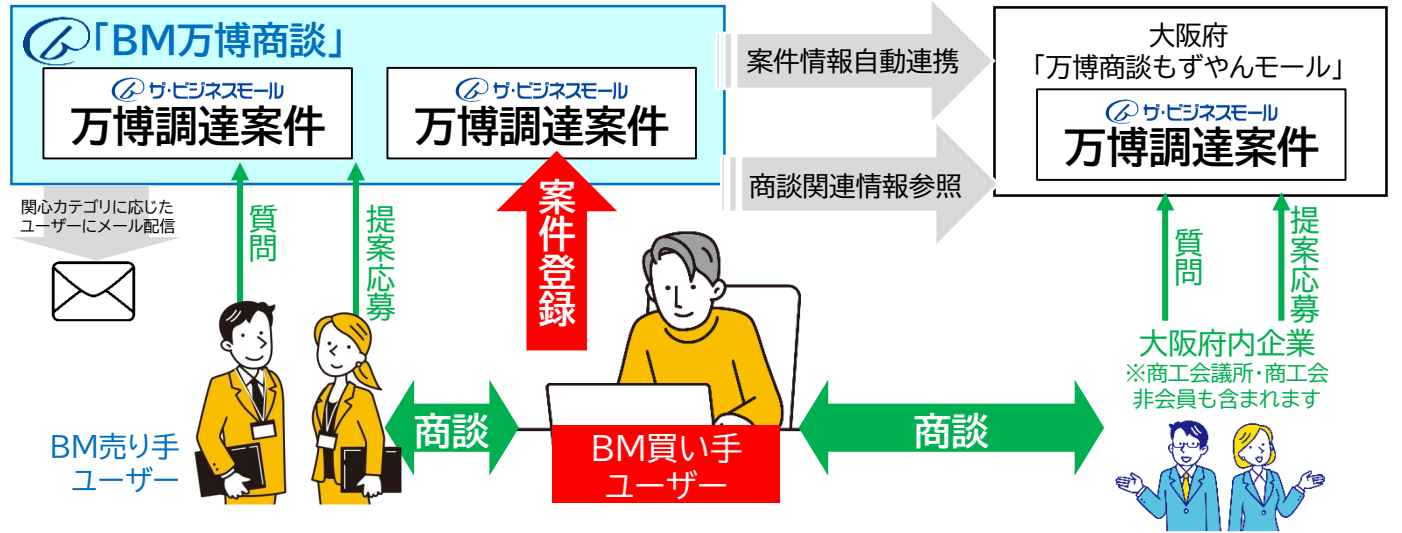 「BM万博商談」
ザ・ビジネスモール
万博調達案件
ザ・ビジネスモール
万博調達案件
案件情報自動連携
商談関連情報参照
大阪府
「万博商談もずやんモール」
ザ・ビジネスモール
万博調達案件
関心カテゴリに応じた
ユーザーにメール配信
質問
提案応募
案件登録
質問
提案応募
大阪府内企業
※商工会議所・商工会
非会員も含まれます
BM売り手
ユーザー
商談
BM買い手
ユーザー
商談